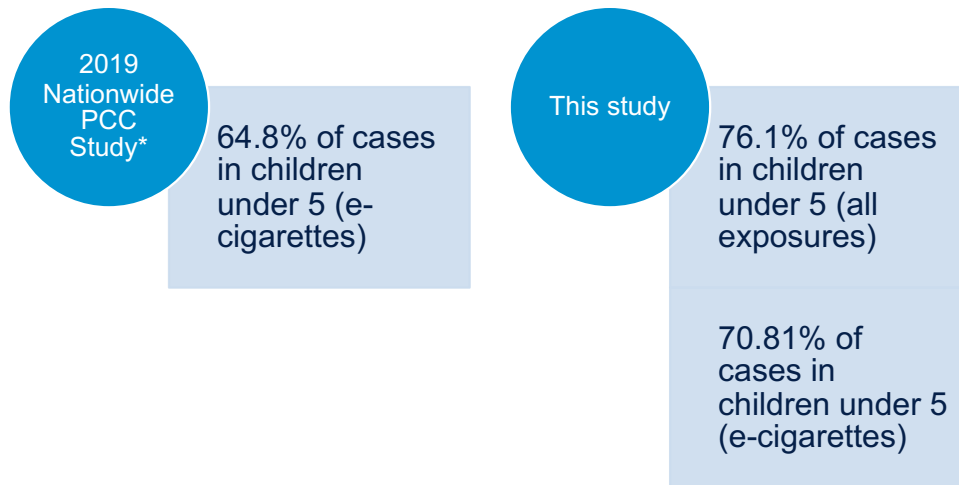 2019
Nationwide
PCC
Study*
64.8% of cases
in children
under 5 (e-
cigarettes)
This study
76.1% of cases
in children
under 5 (all
exposures)
70.81% of
cases in
children under 5
(e-cigarettes)